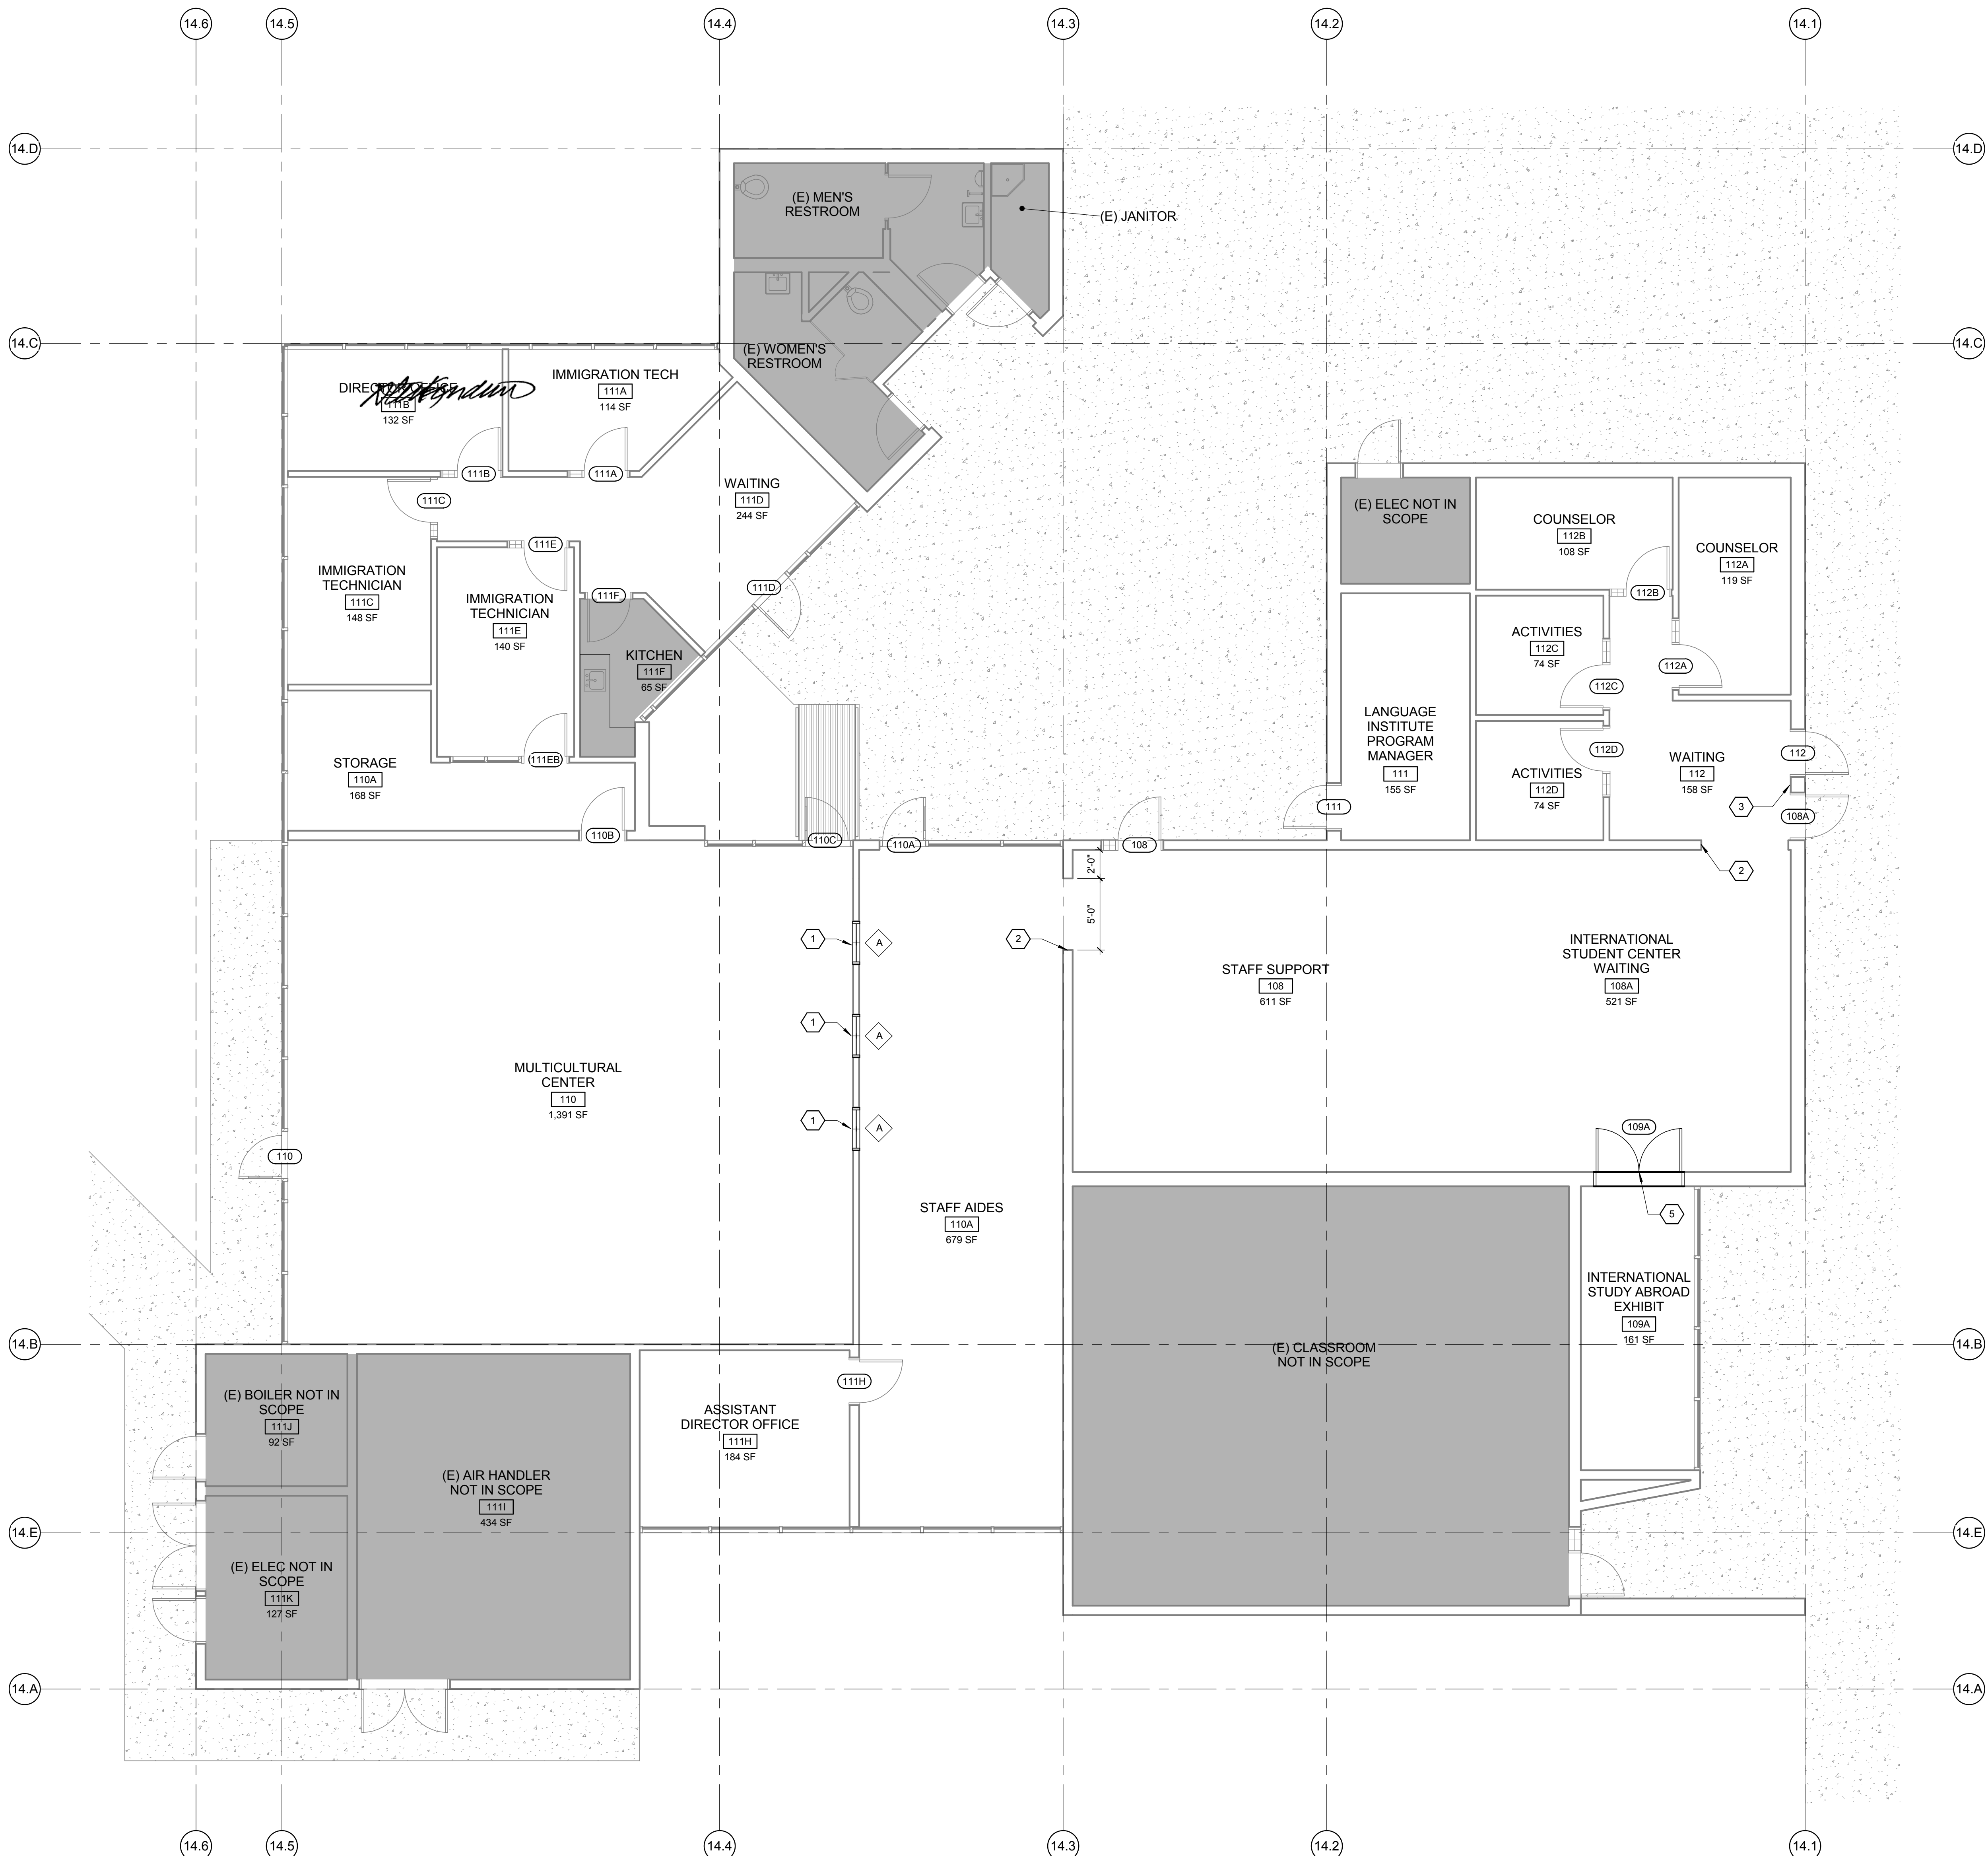 14.6 14.5 14.4 14.3 14.2 14.1
14.D 14.D
(E) MEN'S
RESTROOM
(E) JANITOR
14.C 14.C
(E) WOMEN'S
RESTROOM
111B
132 SF
IMMIGRATION TECH
111A
114 SF
111B
111A
111C
WAITING
111D
244 SF
111E
111D
111F
IMMIGRATION
TECHNICIAN
111C
148 SF
IMMIGRATION
TECHNICIAN
111E
140 SF
KITCHEN
111F
65 SF
STORAGE
110A
168 SF
111EB
110B
110C
110A
108
111
(E) ELEC NOT IN
SCOPE
COUNSELOR
112B
108 SF
COUNSELOR
112A
119 SF
112B
ACTIVITIES
112C
74 SF
112A
112C
LANGUAGE
INSTITUTE
PROGRAM
MANAGER
111
155 SF
112D
ACTIVITIES
112D
74 SF
WAITING
112
158 SF
112
3
108A
2
2'-0"
5'-0"
1
A
2
1
A
1
A
STAFF SUPPORT
108
611 SF
INTERNATIONAL
STUDENT CENTER
WAITING
108A
521 SF
MULTICULTURAL
CENTER
110
1,391 SF
110
109A
5
STAFF AIDES
110A
679 SF
INTERNATIONAL
STUDY ABROAD
EXHIBIT
109A
161 SF
14.B 14.B
(E) CLASSROOM
NOT IN SCOPE
111H
(E) BOILER NOT IN
SCOPE
111J
92 SF
ASSISTANT
DIRECTOR OFFICE
111H
184 SF
(E) AIR HANDLER
NOT IN SCOPE
111I
434 SF
14.E 14.E
(E) ELEC NOT IN
SCOPE
111K
127 SF
14.A 14.A
14.6 14.5 14.4 14.3 14.2 14.1